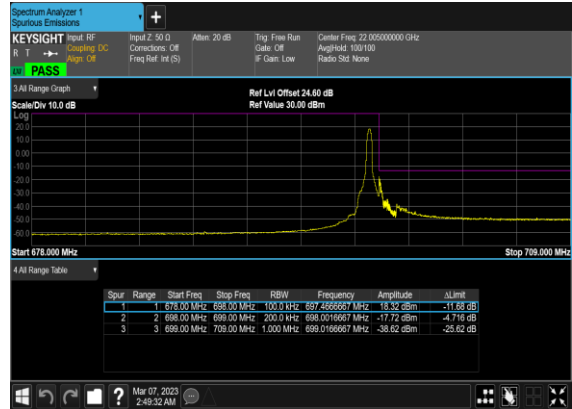 Spectrum Analyzer 1
Spurious Emissions
KEYSIGHT Input: RF Input Z: 50 Ω Atten: 20 dB Trig: Free Run Center Freq: 22.005000000 GHz
R T Coupling: DC Corrections: Off Gate: Off Avg|Hold: 100/100
Align: Off Freq Ref: Int (S) IF Gain: Low Radio Std: None
PASS
3 All Range Graph
Ref Lvl Offset 24.60 dB
Scale/Div 10.0 dB Ref Value 30.00 dBm
Log
20.0
10.0
0.00
-10.0
-20.0
-30.0
-40.0
-50.0
-60.0
Start 678.000 MHz Stop 709.000 MHz
4 All Range Table
Spur Range Start Freq Stop Freq RBW Frequency Amplitude ΔLimit
1 1 678.00 MHz 698.00 MHz 100.0 kHz 697.4666667 MHz 18.32 dBm -11.68 dB
2 2 698.00 MHz 699.00 MHz 200.0 kHz 698.0016667 MHz -17.72 dBm -4.716 dB
3 3 699.00 MHz 709.00 MHz 1.000 MHz 699.0166667 MHz -38.62 dBm -25.62 dB
Mar 07, 2023
2:49:32 AM